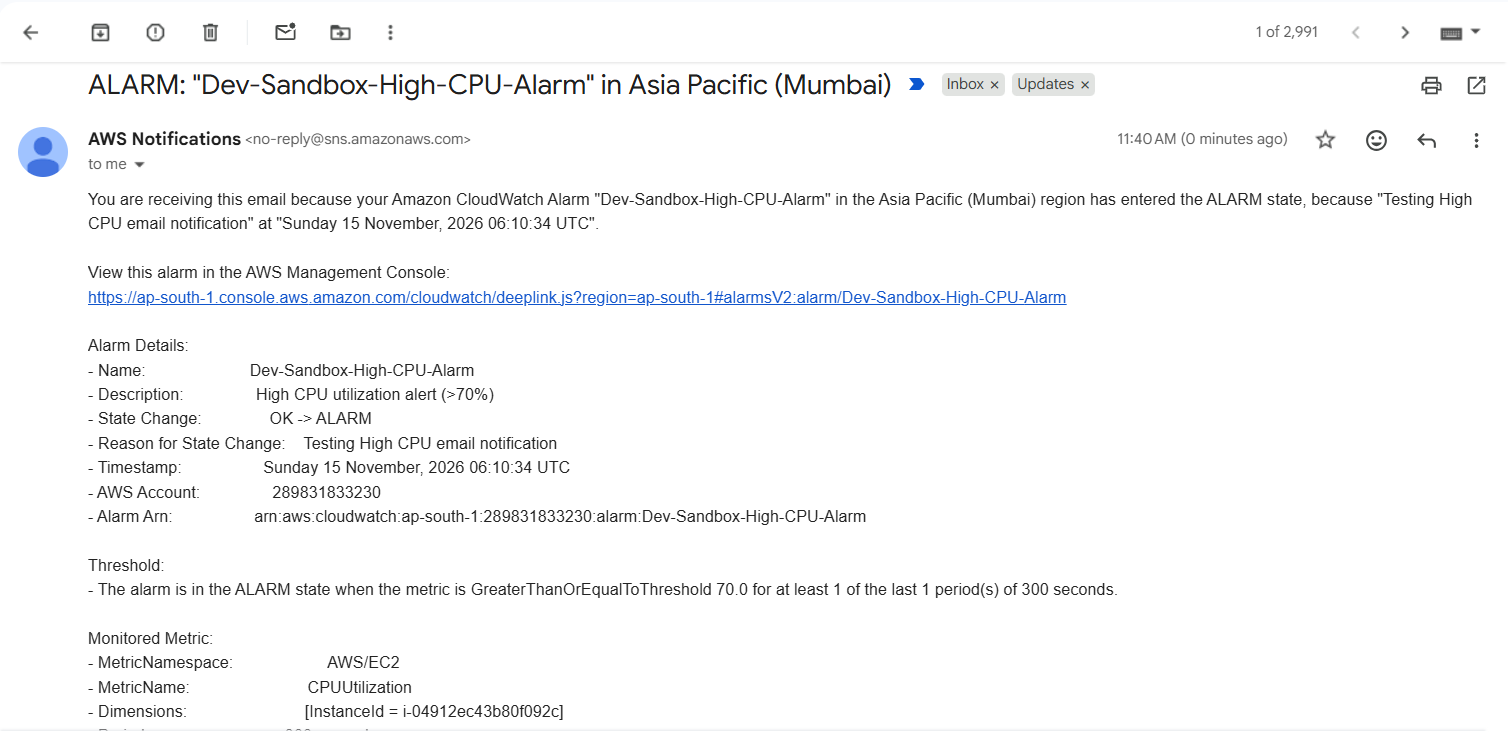 1 of 2,991
ALARM: "Dev-Sandbox-High-CPU-Alarm" in Asia Pacific (Mumbai) Inbox × Updates ×
AWS Notifications <no-reply@sns.amazonaws.com> 11:40 AM (0 minutes ago)
to me
You are receiving this email because your Amazon CloudWatch Alarm "Dev-Sandbox-High-CPU-Alarm" in the Asia Pacific (Mumbai) region has entered the ALARM state, because "Testing High
CPU email notification" at "Sunday 15 November, 2026 06:10:34 UTC".
View this alarm in the AWS Management Console:
https://ap-south-1.console.aws.amazon.com/cloudwatch/deeplink.js?region=ap-south-1#alarmsV2:alarm/Dev-Sandbox-High-CPU-Alarm
Alarm Details:
- Name: Dev-Sandbox-High-CPU-Alarm
- Description: High CPU utilization alert (>70%)
- State Change: OK -> ALARM
- Reason for State Change: Testing High CPU email notification
- Timestamp: Sunday 15 November, 2026 06:10:34 UTC
- AWS Account: 289831833230
- Alarm Arn: arn:aws:cloudwatch:ap-south-1:289831833230:alarm:Dev-Sandbox-High-CPU-Alarm
Threshold:
- The alarm is in the ALARM state when the metric is GreaterThanOrEqualToThreshold 70.0 for at least 1 of the last 1 period(s) of 300 seconds.
Monitored Metric:
- MetricNamespace: AWS/EC2
- MetricName: CPUUtilization
- Dimensions: [InstanceId = i-04912ec43b80f092c]